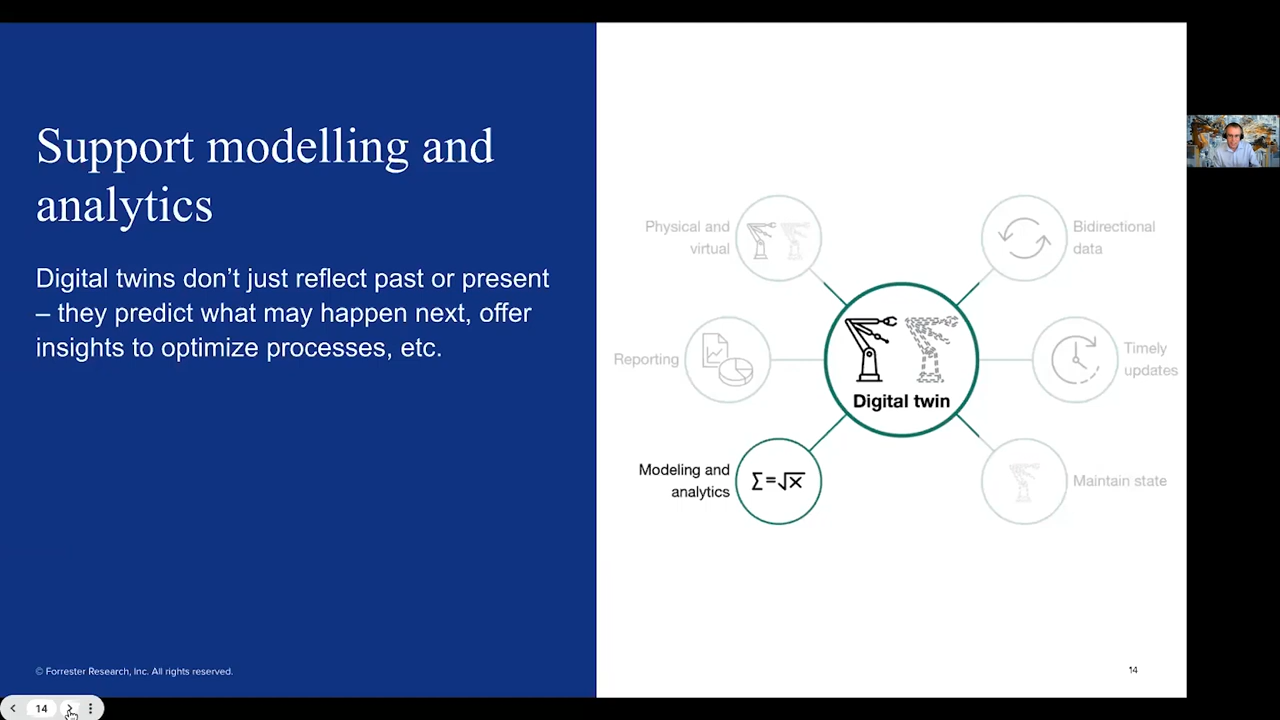 Support modelling and
analytics
Digital twins don’t just reflect past or present
– they predict what may happen next, offer
insights to optimize processes, etc.
Physical and
virtual
Bidirectional
data
Reporting
Timely
updates
Digital twin
Modeling and
analytics
Σ=√x
Maintain state
© Forrester Research, Inc. All rights reserved.
14
14